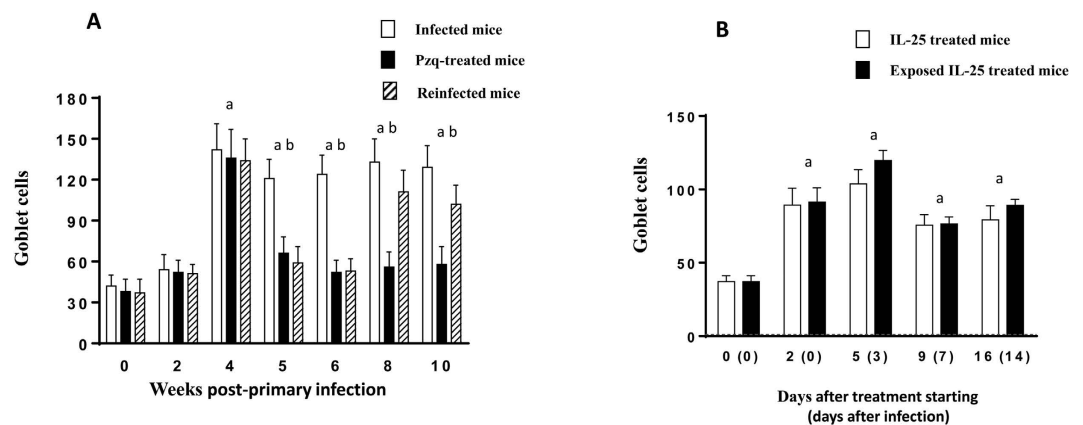 A
Infected mice
Pzq-treated mice
Reinfected mice
180
150
120
90
60
30
0
Goblet cells
a
a b
a b
a b
a b
0 2 4 5 6 8 10
Weeks post-primary infection
B
IL-25 treated mice
Exposed IL-25 treated mice
150
100
50
0
Goblet cells
a
a
a
a
0 (0) 2 (0) 5 (3) 9 (7) 16 (14)
Days after treatment starting
(days after infection)